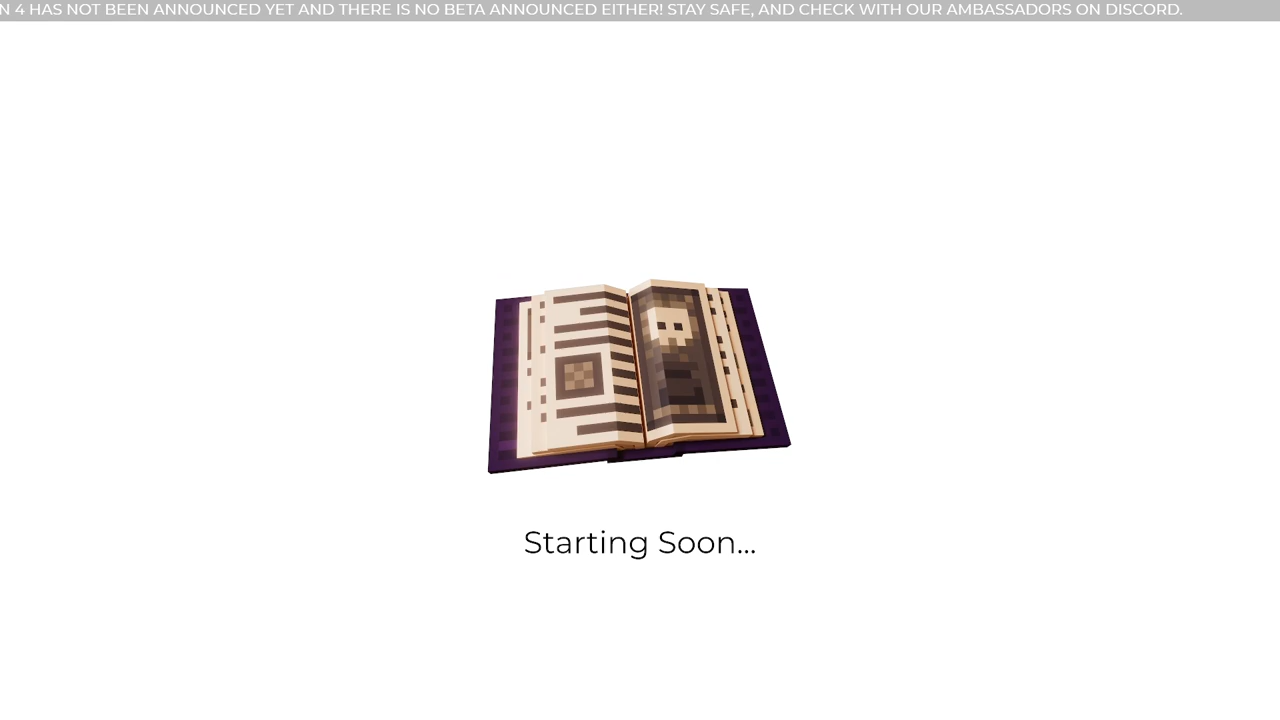 N 4 HAS NOT BEEN ANNOUNCED YET AND THERE IS NO BETA ANNOUNCED EITHER! STAY SAFE, AND CHECK WITH OUR AMBASSADORS ON DISCORD.
Starting Soon...